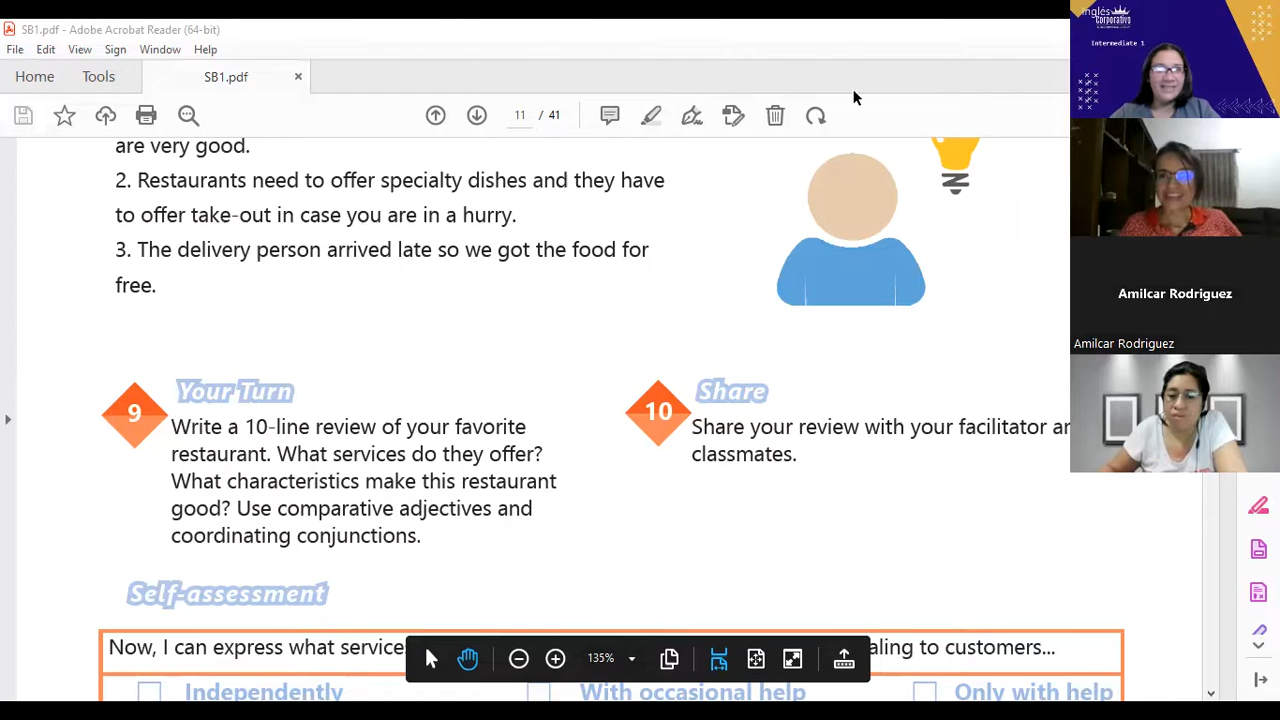 SB1.pdf - Adobe Acrobat Reader (64-bit)
File Edit View Sign Window Help
Home Tools SB1.pdf ×
11 / 41
are very good.
2. Restaurants need to offer specialty dishes and they have
to offer take-out in case you are in a hurry.
3. The delivery person arrived late so we got the food for
free.
9 Your Turn
Write a 10-line review of your favorite
restaurant. What services do they offer?
What characteristics make this restaurant
good? Use comparative adjectives and
coordinating conjunctions.
10 Share
Share your review with your facilitator
classmates.
Self-assessment
Now, I can express what to customers...
135%
Independently With occasional help Only with help
Inglés
Corporativo
Intermediate 1
Amilcar Rodriguez
Amilcar Rodriguez